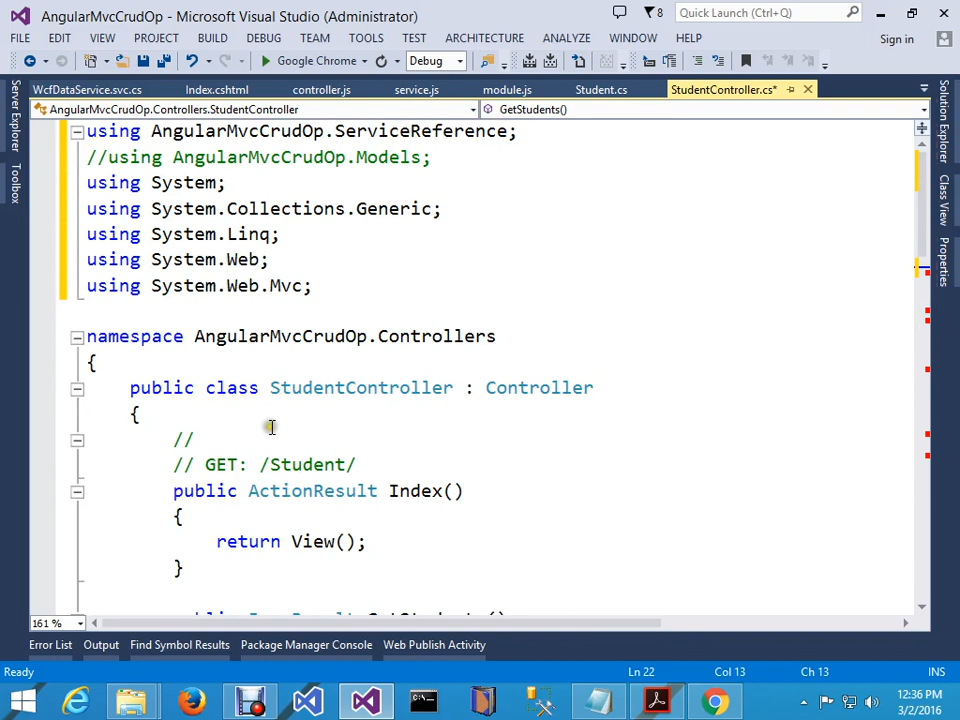 AngularMvcCrudOp - Microsoft Visual Studio (Administrator)
8
Quick Launch (Ctrl+Q)
FILE EDIT VIEW PROJECT BUILD DEBUG TEAM TOOLS TEST ARCHITECTURE ANALYZE WINDOW HELP Sign in
Google Chrome Debug
WcfDataService.svc.cs Index.cshtml controller.js service.js module.js Student.cs StudentController.cs*
AngularMvcCrudOp.Controllers.StudentController GetStudents()
Server Explorer
Toolbox
Solution Explorer
Class View
Properties
using AngularMvcCrudOp.ServiceReference;
//using AngularMvcCrudOp.Models;
using System;
using System.Collections.Generic;
using System.Linq;
using System.Web;
using System.Web.Mvc;
namespace AngularMvcCrudOp.Controllers
{
public class StudentController : Controller
{
//
// GET: /Student/
public ActionResult Index()
{
return View();
}
161 %
Error List Output Find Symbol Results Package Manager Console Web Publish Activity
Ready Ln 22 Col 13 Ch 13 INS
12:36 PM
3/2/2016